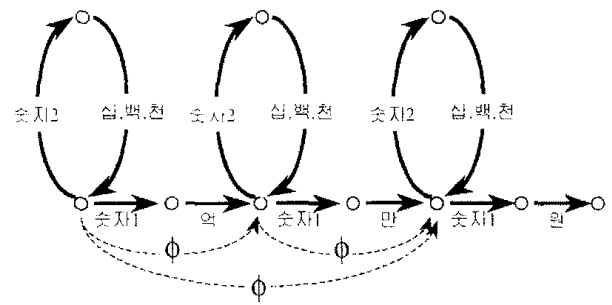 숫자2 십,백,천 숫자2 십,백,천 숫자2 십,백,천
숫자1 억 숫자1 만 숫자1 원
ϕ ϕ
ϕ